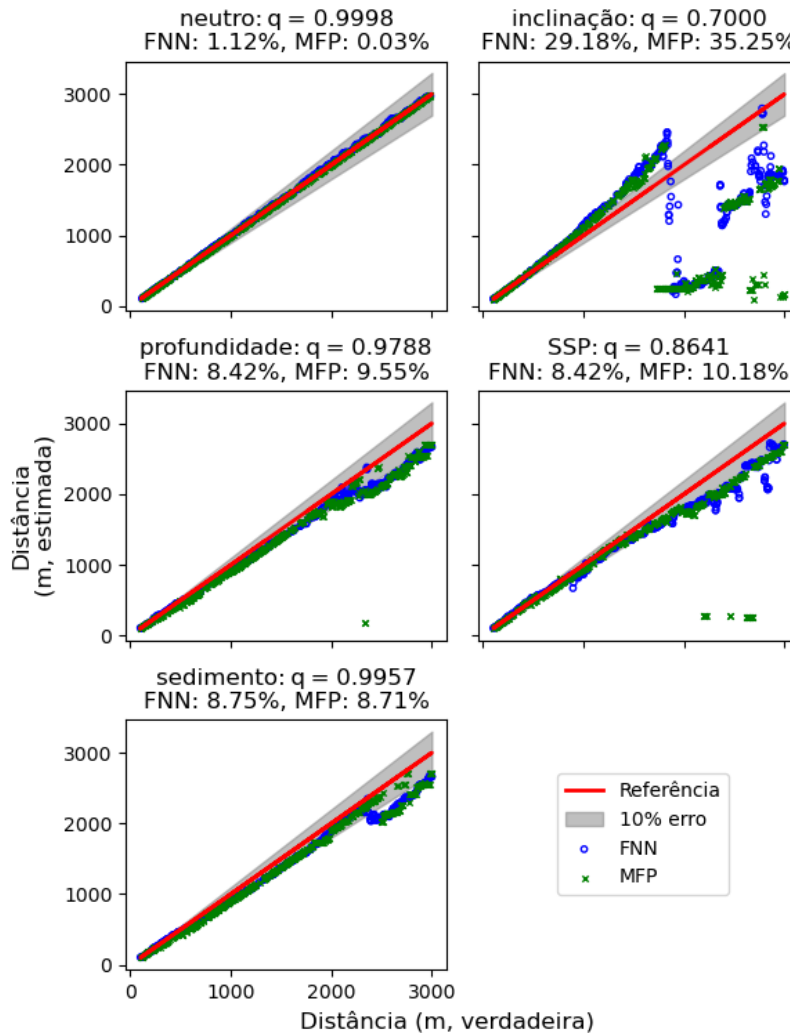 neutro: q = 0.9998
FNN: 1.12%, MFP: 0.03%
inclinação: q = 0.7000
FNN: 29.18%, MFP: 35.25%
3000
2000
1000
0
profundidade: q = 0.9788
FNN: 8.42%, MFP: 9.55%
SSP: q = 0.8641
FNN: 8.42%, MFP: 10.18%
Distância
(m, estimada)
3000
2000
1000
0
sedimento: q = 0.9957
FNN: 8.75%, MFP: 8.71%
3000
2000
1000
0
0 1000 2000 3000
Distância (m, verdadeira)
Referência
10% erro
FNN
MFP